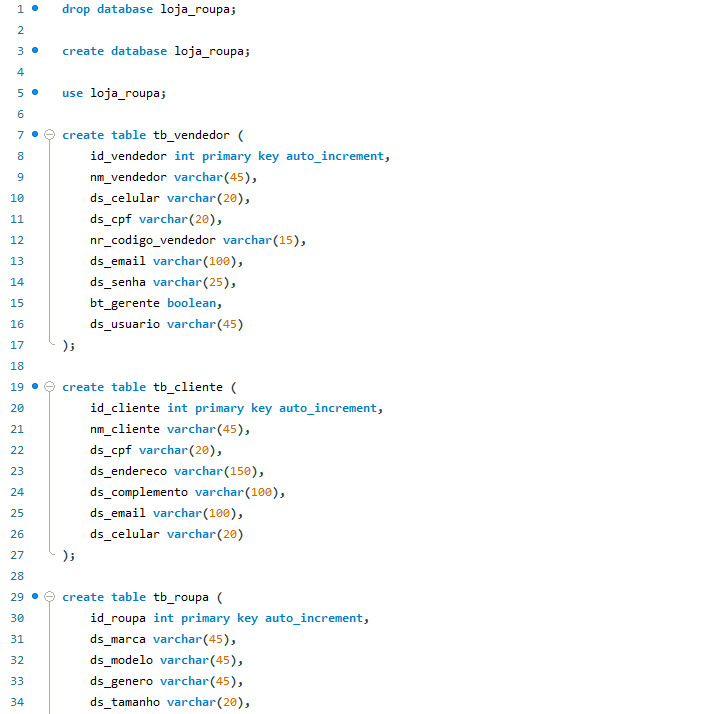 1 drop database loja_roupa;
2
3 create database loja_roupa;
4
5 use loja_roupa;
6
7 create table tb_vendedor (
8 id_vendedor int primary key auto_increment,
9 nm_vendedor varchar(45),
10 ds_celular varchar(20),
11 ds_cpf varchar(20),
12 nr_codigo_vendedor varchar(15),
13 ds_email varchar(100),
14 ds_senha varchar(25),
15 bt_gerente boolean,
16 ds_usuario varchar(45)
17 );
18
19 create table tb_cliente (
20 id_cliente int primary key auto_increment,
21 nm_cliente varchar(45),
22 ds_cpf varchar(20),
23 ds_endereco varchar(150),
24 ds_complemento varchar(100),
25 ds_email varchar(100),
26 ds_celular varchar(20)
27 );
28
29 create table tb_roupa (
30 id_roupa int primary key auto_increment,
31 ds_marca varchar(45),
32 ds_modelo varchar(45),
33 ds_genero varchar(45),
34 ds_tamanho varchar(20),